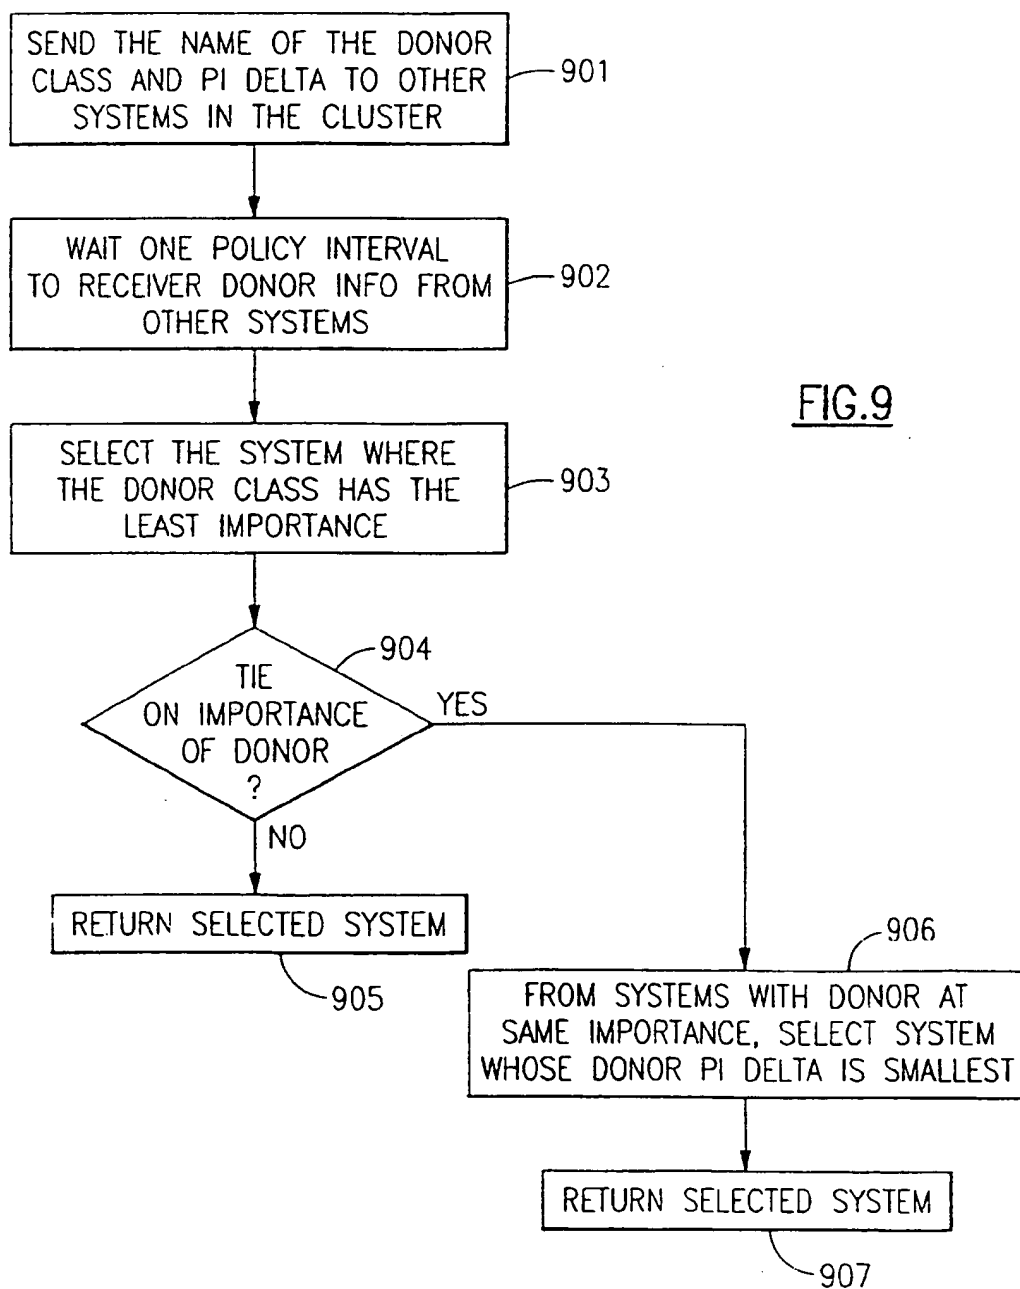 SEND THE NAME OF THE DONOR
CLASS AND PI DELTA TO OTHER
SYSTEMS IN THE CLUSTER
901
WAIT ONE POLICY INTERVAL
TO RECEIVER DONOR INFO FROM
OTHER SYSTEMS
902
FIG.9
SELECT THE SYSTEM WHERE
THE DONOR CLASS HAS THE
LEAST IMPORTANCE
903
904
TIE
ON IMPORTANCE
OF DONOR
?
YES
NO
RETURN SELECTED SYSTEM
905
906
FROM SYSTEMS WITH DONOR AT
SAME IMPORTANCE, SELECT SYSTEM
WHOSE DONOR PI DELTA IS SMALLEST
RETURN SELECTED SYSTEM
907